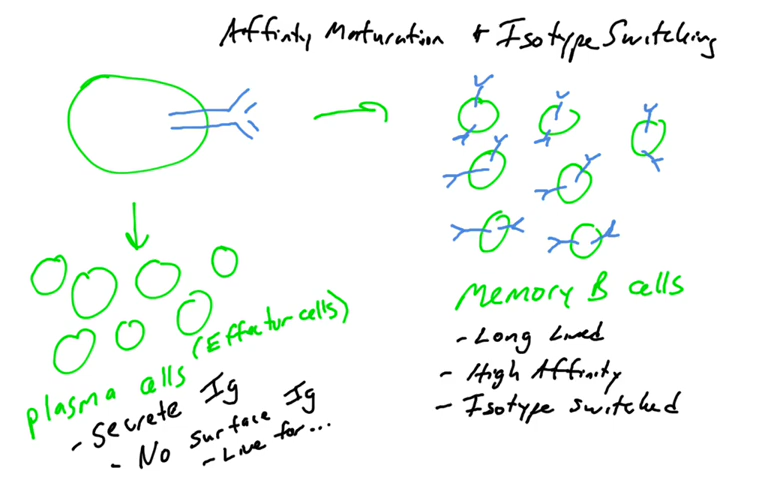 Affinity Maturation + Isotype Switching
Memory B cells
- Long Lived
- High Affinity
- Isotype switched
(Effector cells)
plasma cells
- Secrete Ig
- No surface Ig
- Live for...